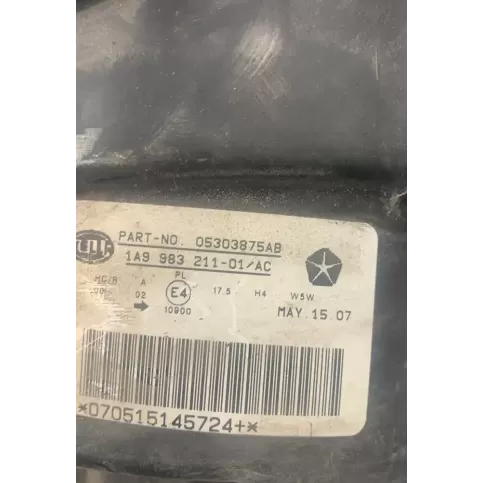 PART-NO. 05303875AB
1A9 983 211-01/AC
HC/R A PL
02 E4 17.5 H4 W5W
10900
MAY.15.07
*070515145724+*